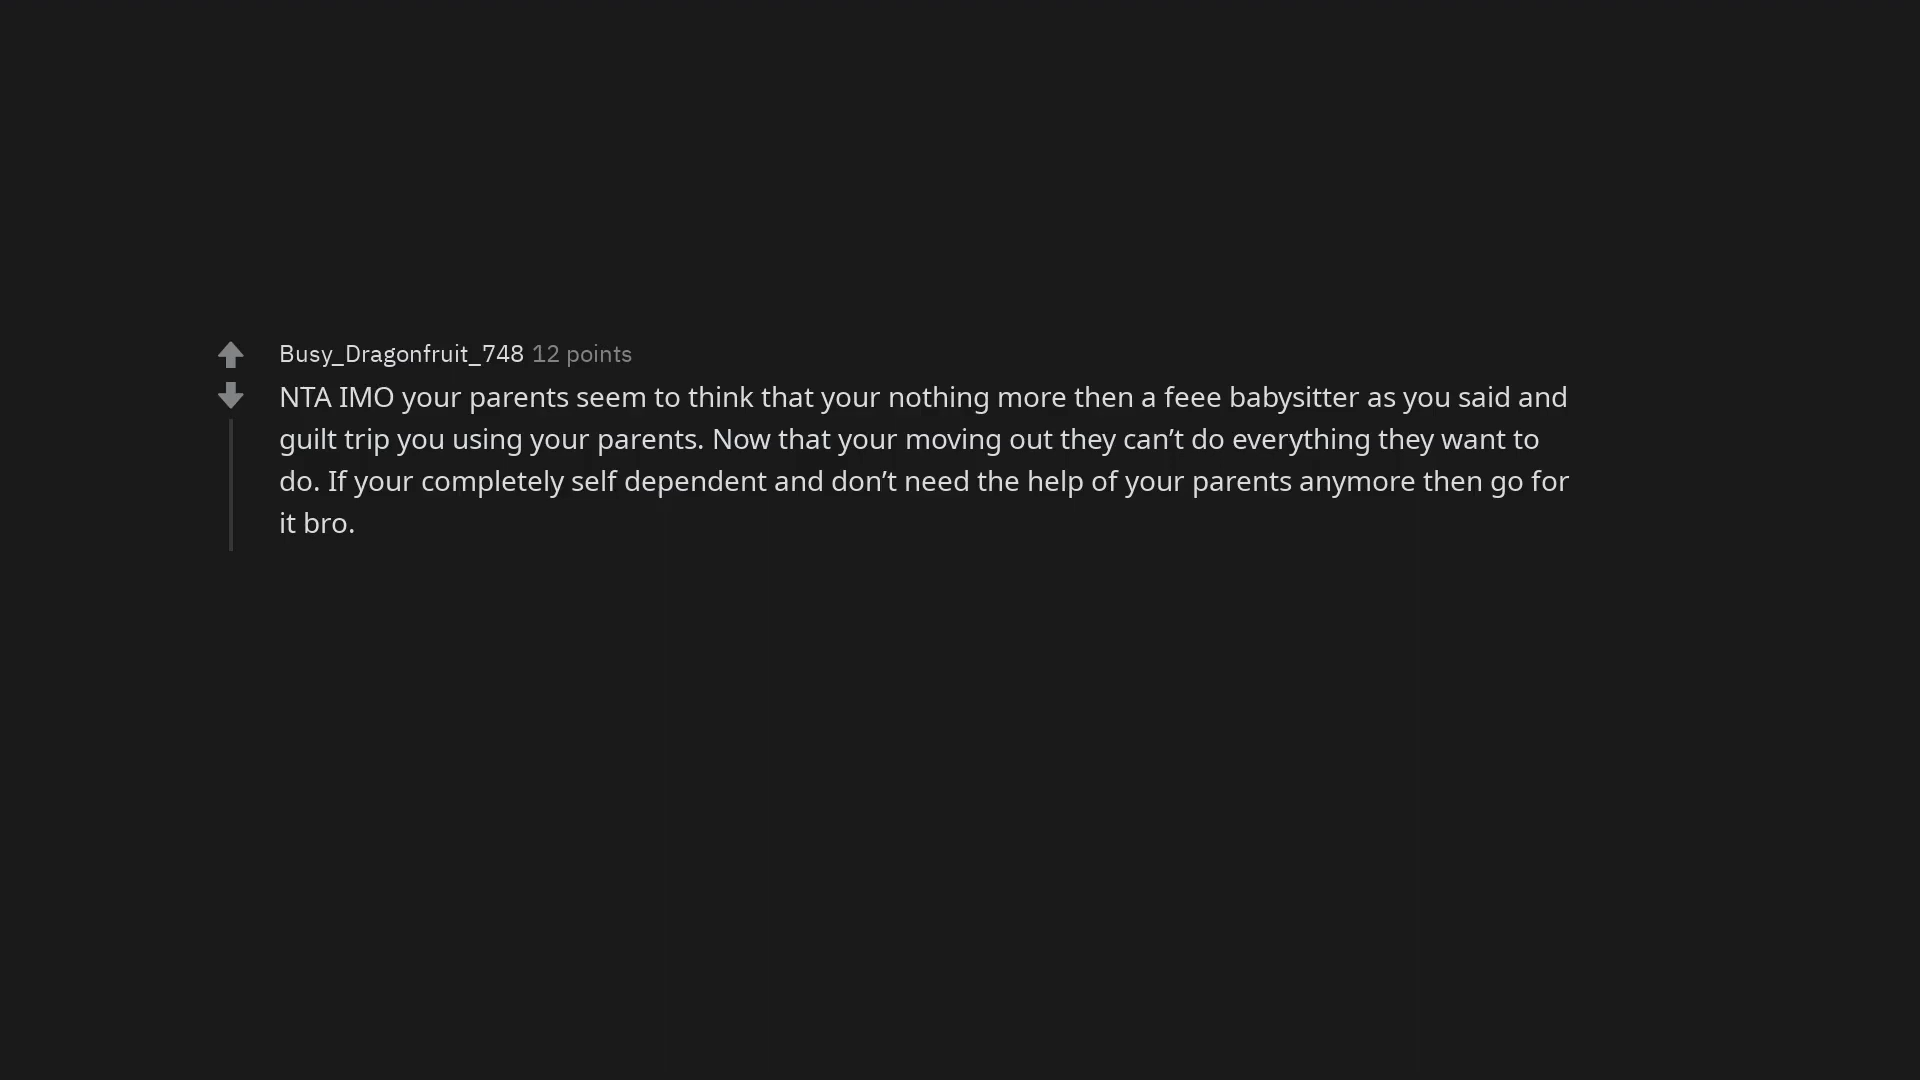 Busy_Dragonfruit_748 12 points
NTA IMO your parents seem to think that your nothing more then a feee babysitter as you said and
guilt trip you using your parents. Now that your moving out they can’t do everything they want to
do. If your completely self dependent and don’t need the help of your parents anymore then go for
it bro.